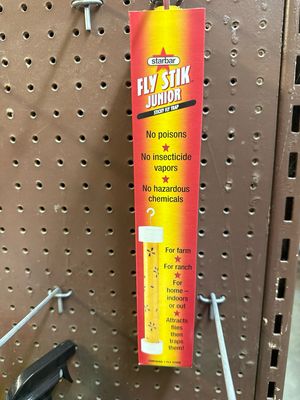 starbar
FLY STIK
JUNIOR
STICKY FLY TRAP
No poisons
No insecticide
vapors
No hazardous
chemicals
For farm
For ranch
For
home –
indoors
or out
Attracts
flies
then
traps
them!